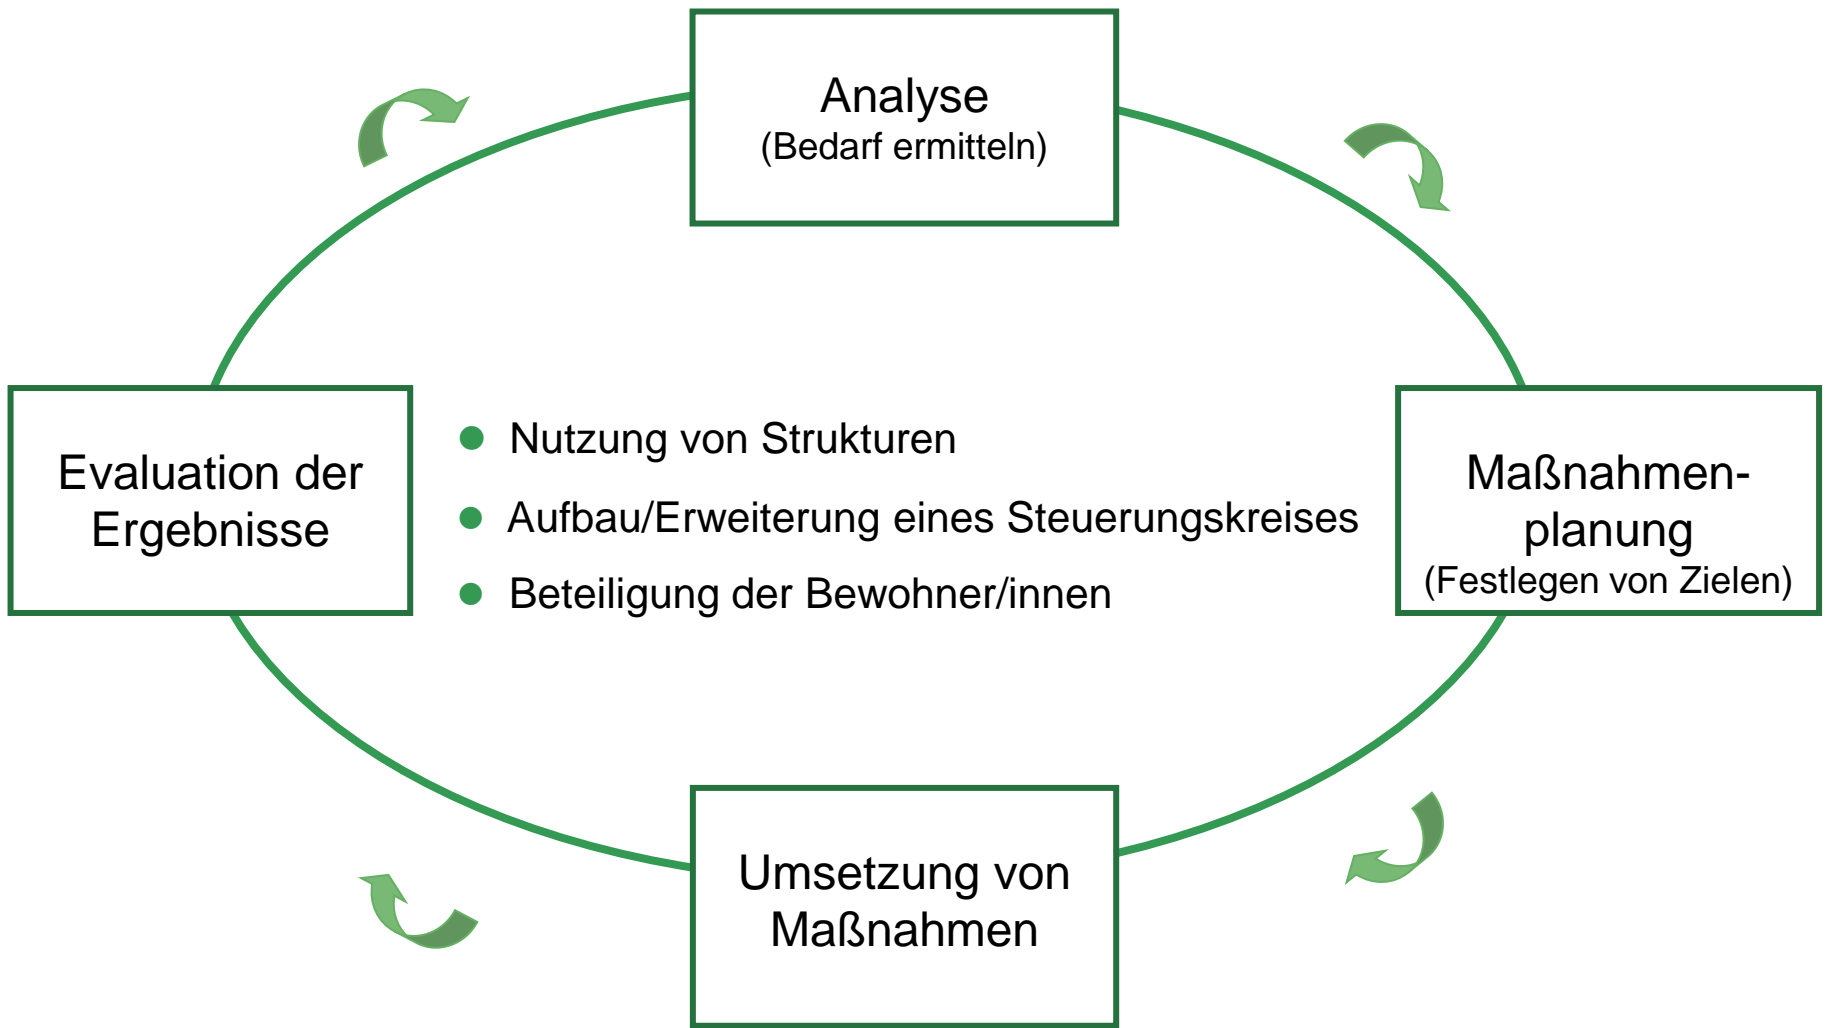 Analyse
(Bedarf ermitteln)
Evaluation der
Ergebnisse
● Nutzung von Strukturen
● Aufbau/Erweiterung eines Steuerungskreises
● Beteiligung der Bewohner/innen
Maßnahmen-
planung
(Festlegen von Zielen)
Umsetzung von
Maßnahmen